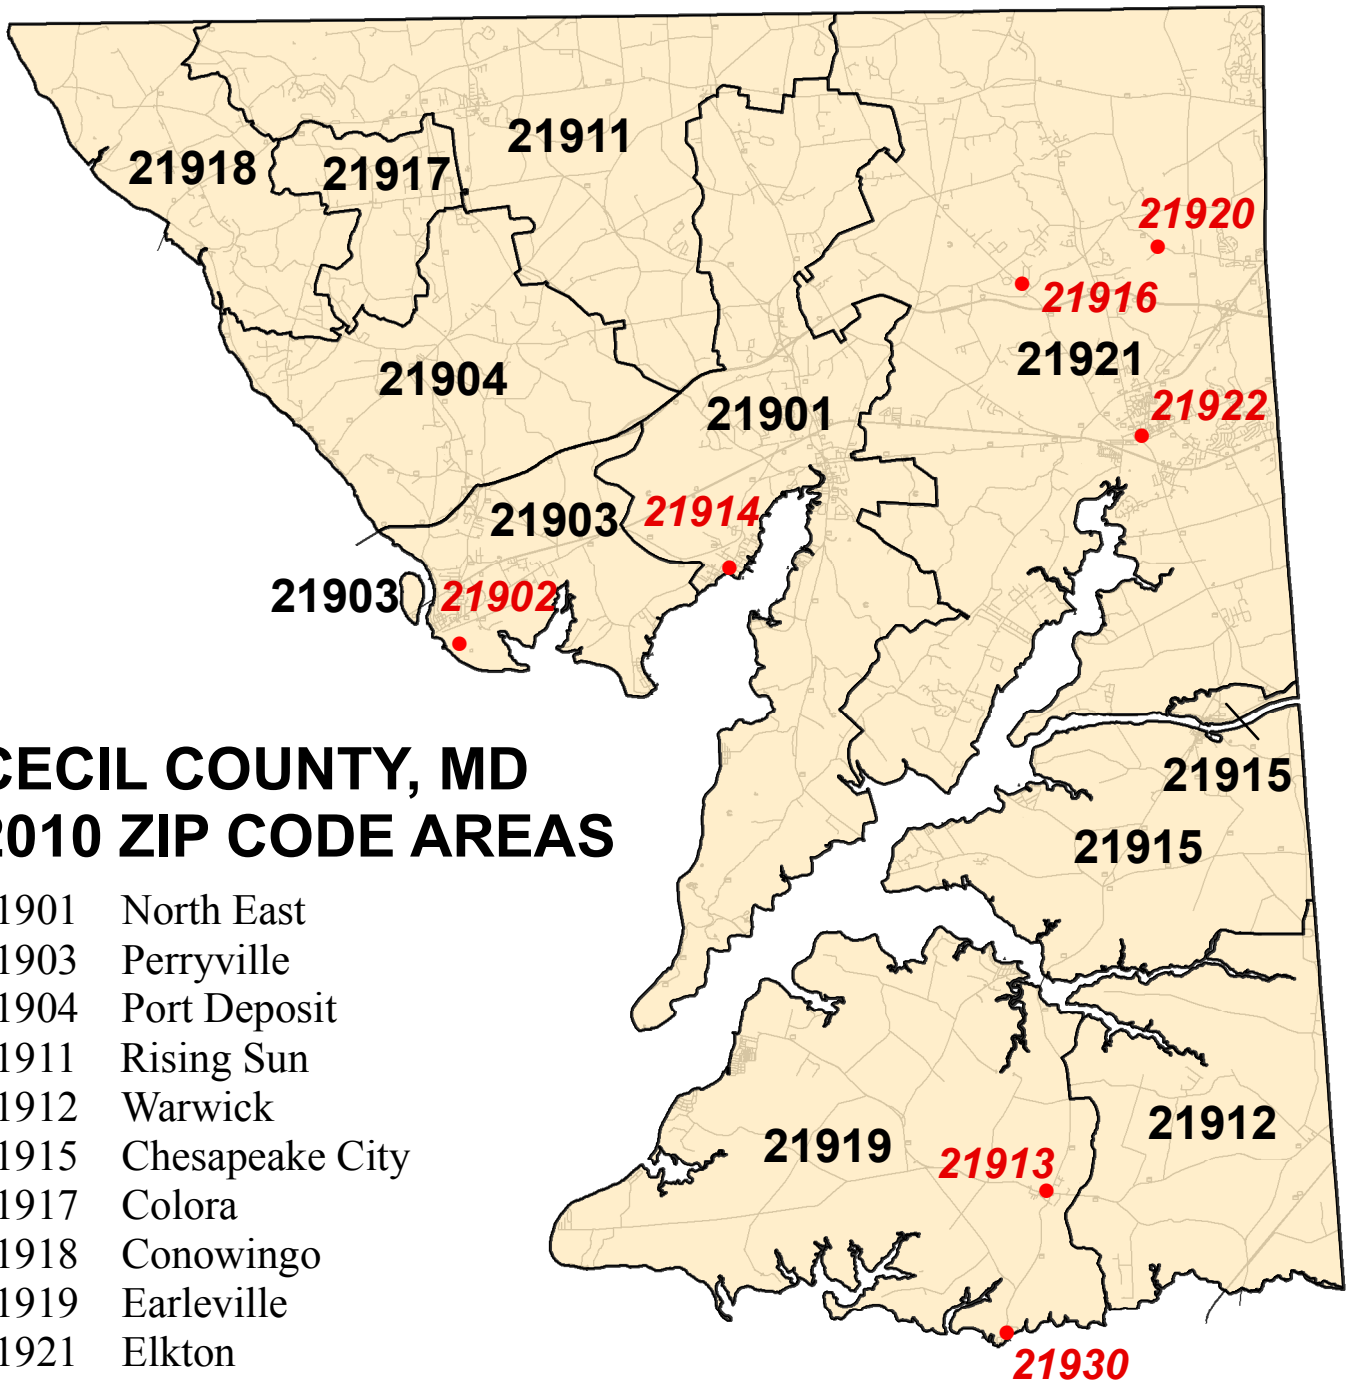 21911
21918
21917
21920
21916
21904
21921
21901
21922
21903
21914
21903
21902
CECIL COUNTY, MD
2010 ZIP CODE AREAS
21915
21915
1901 North East
1903 Perryville
1904 Port Deposit
1911 Rising Sun
1912 Warwick
1915 Chesapeake City
1917 Colora
1918 Conowingo
1919 Earleville
1921 Elkton
21912
21919
21913
21930